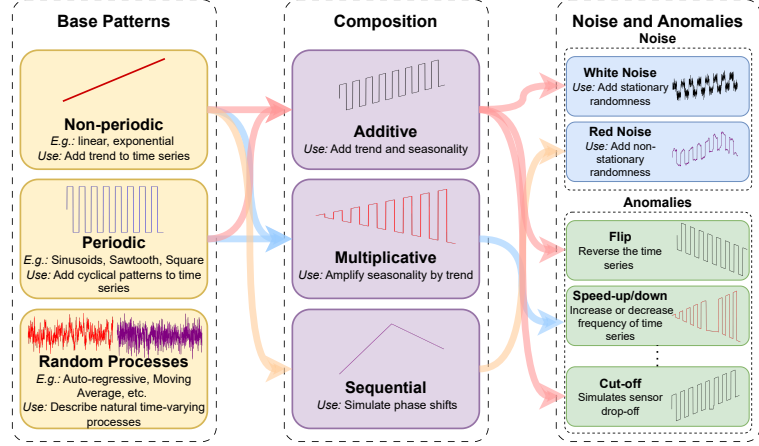 Base Patterns
Non-periodic
E.g.: linear, exponential
Use: Add trend to time series
Periodic
E.g.: Sinusoids, Sawtooth, Square
Use: Add cyclical patterns to time
series
Random Processes
E.g.: Auto-regressive, Moving
Average, etc.
Use: Describe natural time-varying
processes
Composition
Additive
Use: Add trend and seasonality
Multiplicative
Use: Amplify seasonality by trend
Sequential
Use: Simulate phase shifts
Noise and Anomalies
Noise
White Noise
Use: Add stationary
randomness
Red Noise
Use: Add non-
stationary
randomness
Anomalies
Flip
Reverse the time
series
Speed-up/down
Increase or decrease
frequency of time
series
Cut-off
Simulates sensor
drop-off